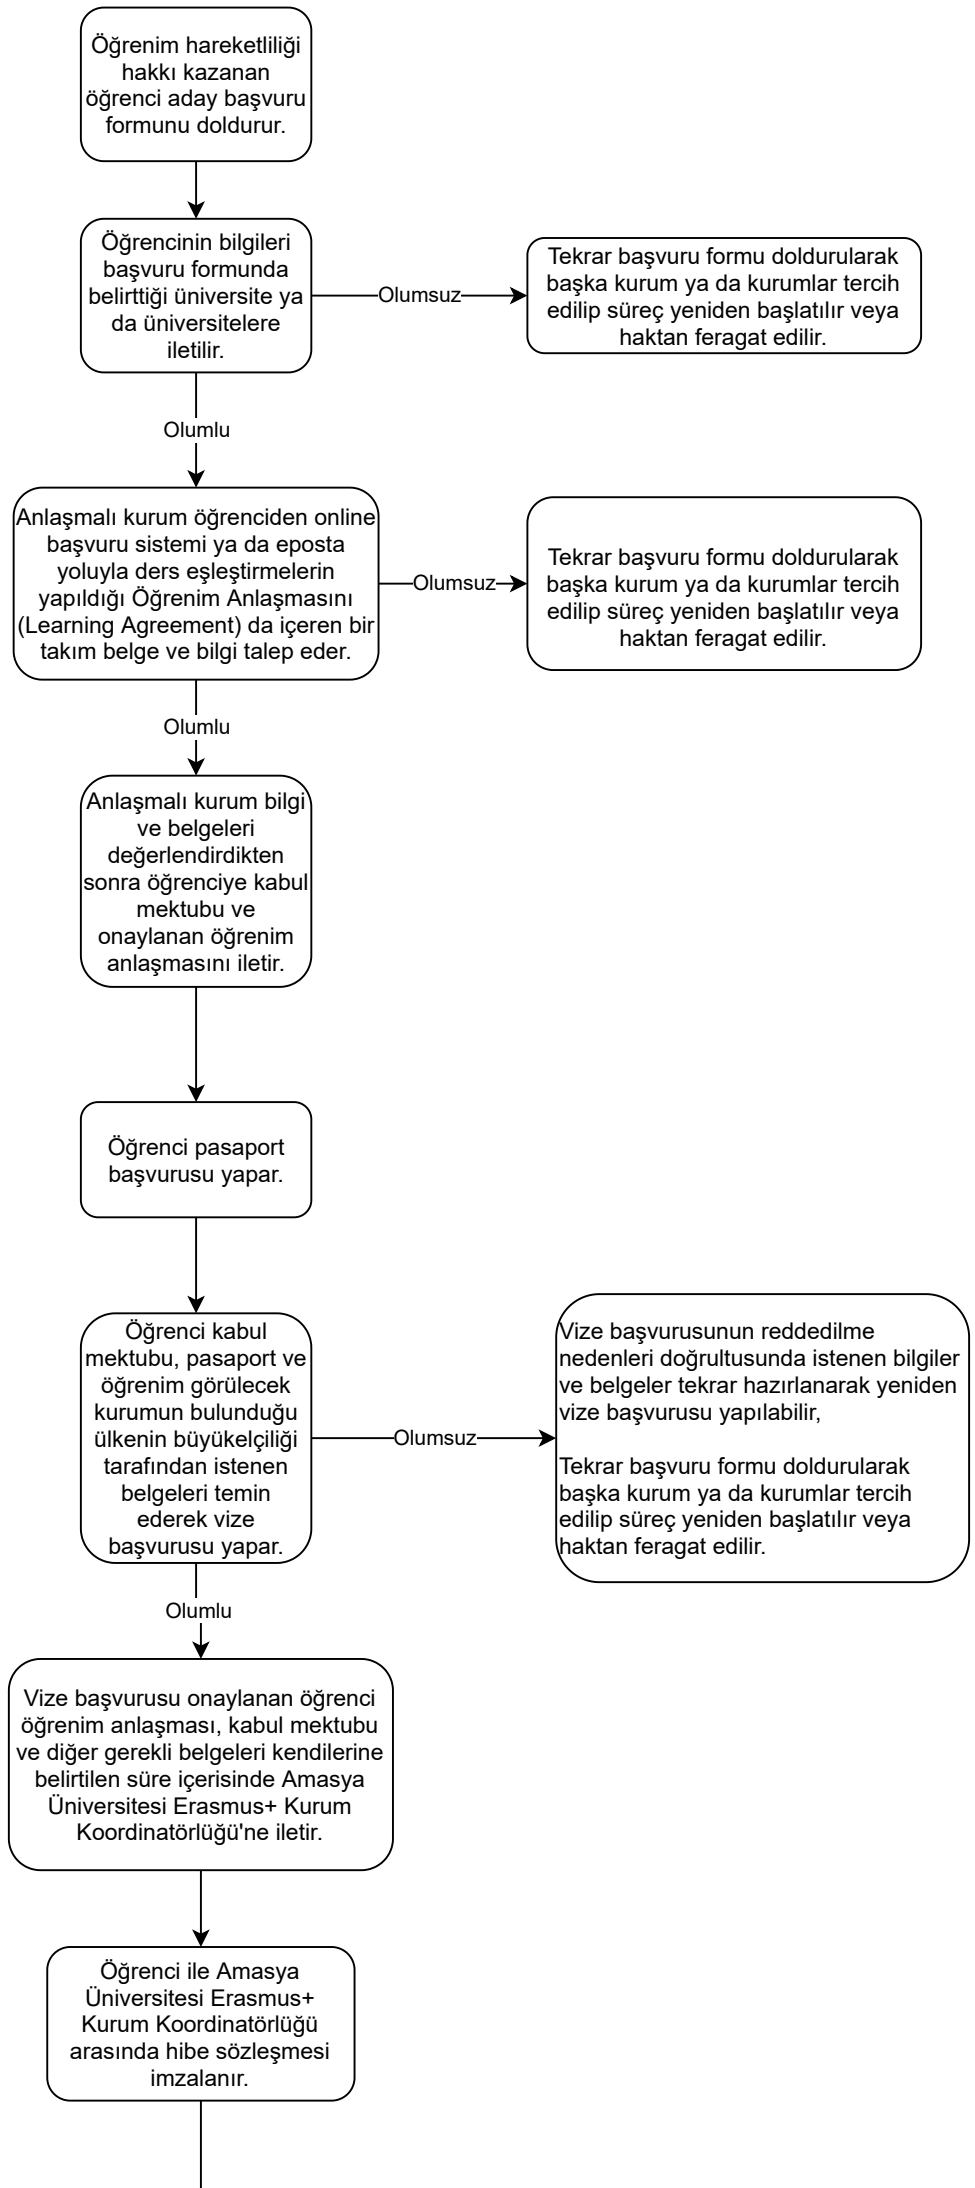 Öğrenim hareketliliği
hakkı kazanan
öğrenci aday başvuru
formunu doldurur.
Öğrencinin bilgileri
başvuru formunda
belirttiği üniversite ya
da üniversitelere
iletilir.
Olumsuz
Tekrar başvuru formu doldurularak
başka kurum ya da kurumlar tercih
edilip süreç yeniden başlatılır veya
haktan feragat edilir.
Olumlu
Anlaşmalı kurum öğrenciden online
başvuru sistemi ya da eposta
yoluyla ders eşleştirmelerin
yapıldığı Öğrenim Anlaşmasını
(Learning Agreement) da içeren bir
takım belge ve bilgi talep eder.
Olumsuz
Tekrar başvuru formu doldurularak
başka kurum ya da kurumlar tercih
edilip süreç yeniden başlatılır veya
haktan feragat edilir.
Olumlu
Anlaşmalı kurum bilgi
ve belgeleri
değerlendirdikten
sonra öğrenciye kabul
mektubu ve
onaylanan öğrenim
anlaşmasını iletir.
Öğrenci pasaport
başvurusu yapar.
Öğrenci kabul
mektubu, pasaport ve
öğrenim görülecek
kurumun bulunduğu
ülkenin büyükelçiliği
tarafından istenen
belgeleri temin
ederek vize
başvurusu yapar.
Olumsuz
Vize başvurusunun reddedilme
nedenleri doğrultusunda istenen bilgiler
ve belgeler tekrar hazırlanarak yeniden
vize başvurusu yapılabilir,
Tekrar başvuru formu doldurularak
başka kurum ya da kurumlar tercih
edilip süreç yeniden başlatılır veya
haktan feragat edilir.
Olumlu
Vize başvurusu onaylanan öğrenci
öğrenim anlaşması, kabul mektubu
ve diğer gerekli belgeleri kendilerine
belirtilen süre içerisinde Amasya
Üniversitesi Erasmus+ Kurum
Koordinatörlüğü'ne iletir.
Öğrenci ile Amasya
Üniversitesi Erasmus+
Kurum Koordinatörlüğü
arasında hibe sözleşmesi
imzalanır.